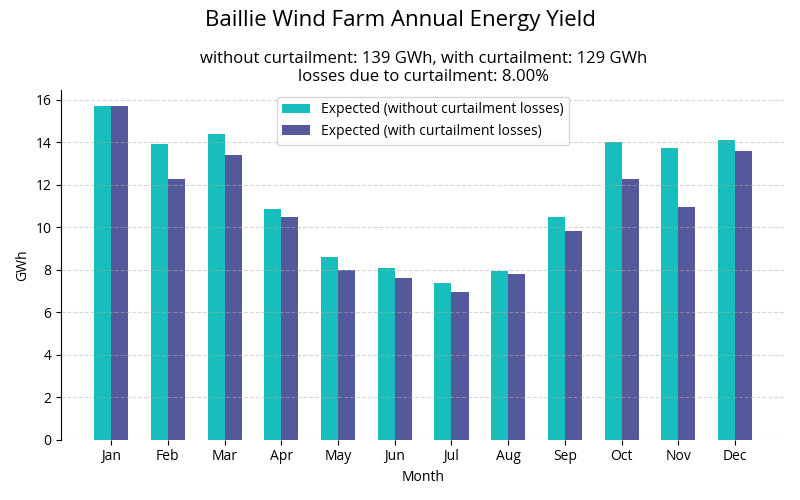 Baillie Wind Farm Annual Energy Yield
without curtailment: 139 GWh, with curtailment: 129 GWh
losses due to curtailment: 8.00%
Expected (without curtailment losses)
Expected (with curtailment losses)
16
14
12
10
8
6
4
2
0
GWh
Jan Feb Mar Apr May Jun Jul Aug Sep Oct Nov Dec
Month